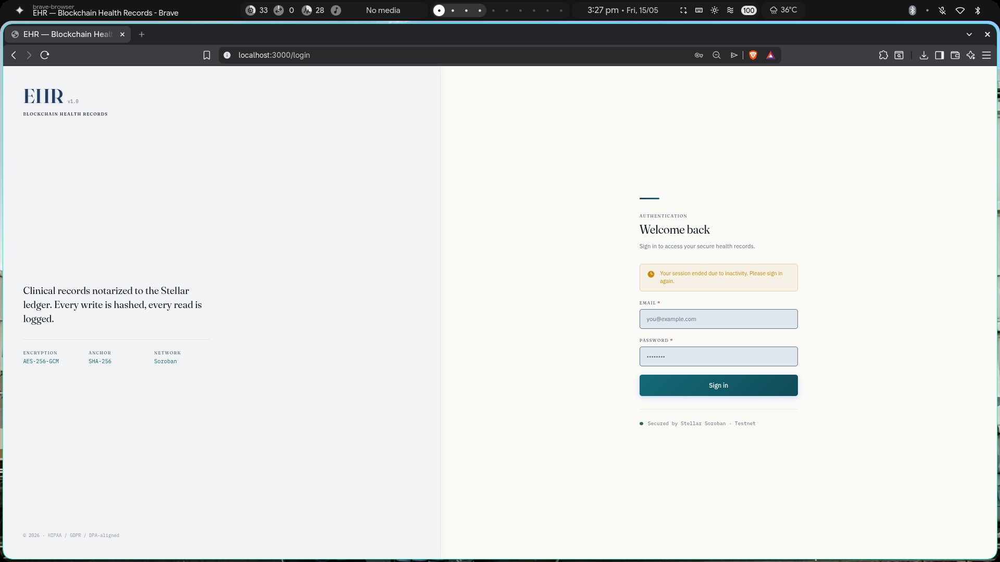 brave-browser
EHR — Blockchain Health Records - Brave
33
0
28
No media
3:27 pm • Fri, 15/05
100
36°C
EHR — Blockchain Healt
localhost:3000/login
EHR v1.0
BLOCKCHAIN HEALTH RECORDS
Clinical records notarized to the Stellar
ledger. Every write is hashed, every read is
logged.
ENCRYPTION ANCHOR NETWORK
AES-256-GCM SHA-256 Soroban
© 2026 · HIPAA / GDPR / DPA-aligned
AUTHENTICATION
Welcome back
Sign in to access your secure health records.
Your session ended due to inactivity. Please sign in
again.
EMAIL *
you@example.com
PASSWORD *
••••••••
Sign in
Secured by Stellar Soroban · Testnet